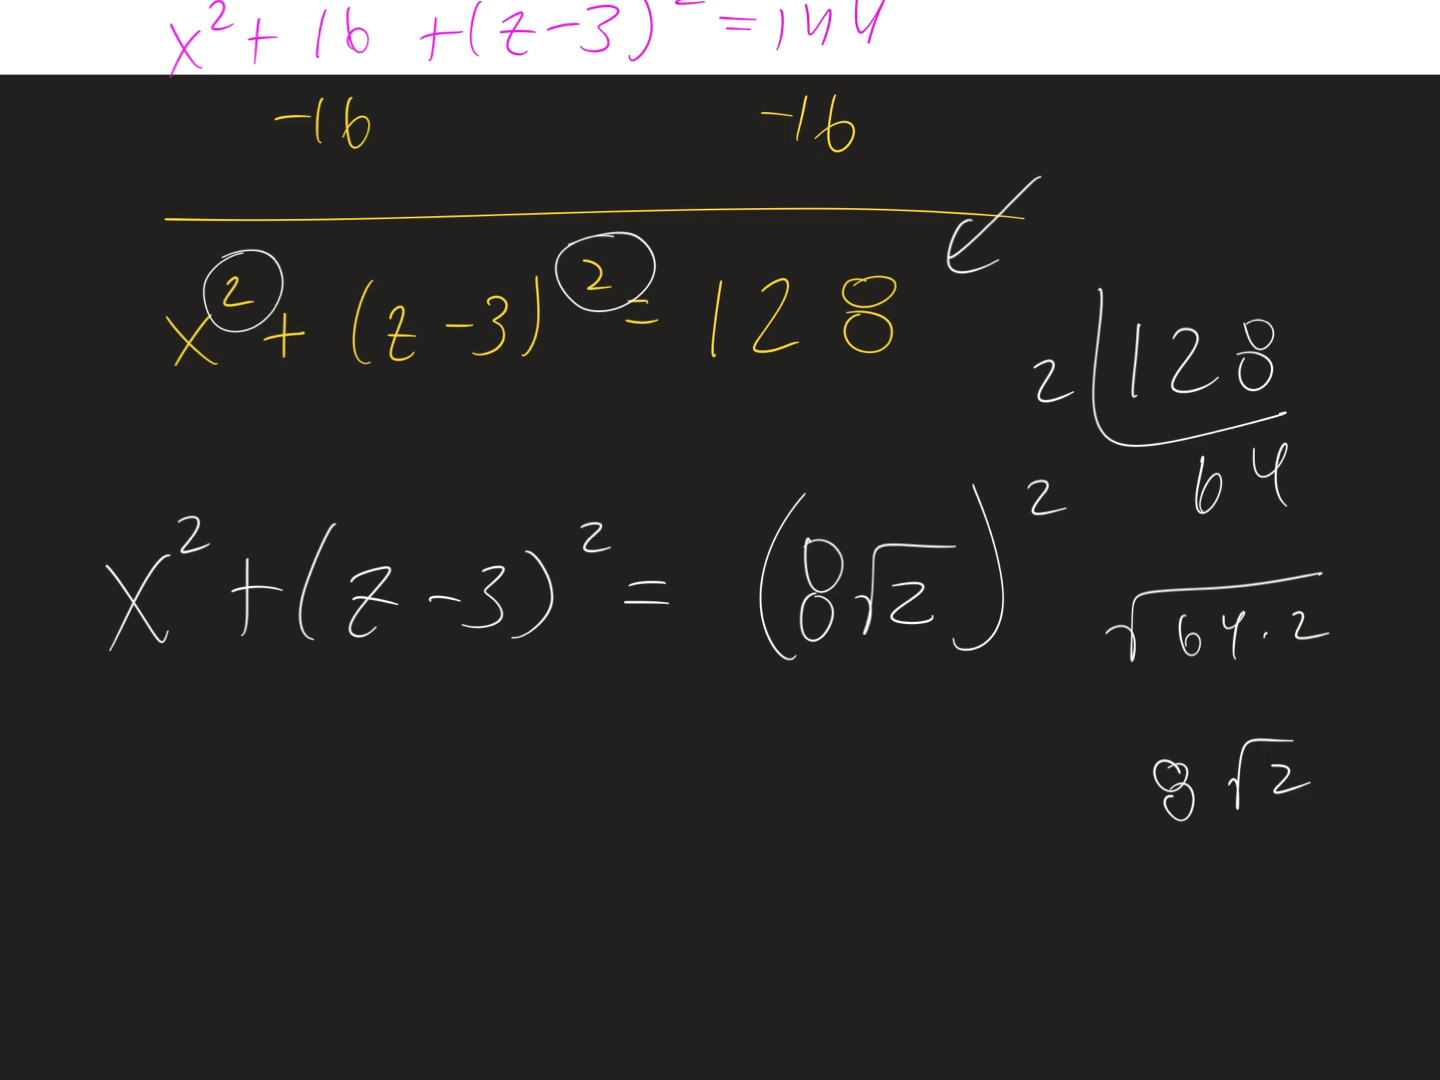 x² + 16 + (z-3)² = 144
-16 -16
x² + (z-3)² = 128
2 128
64
x² + (z-3)² = (8√2)²
√64·2
8√2